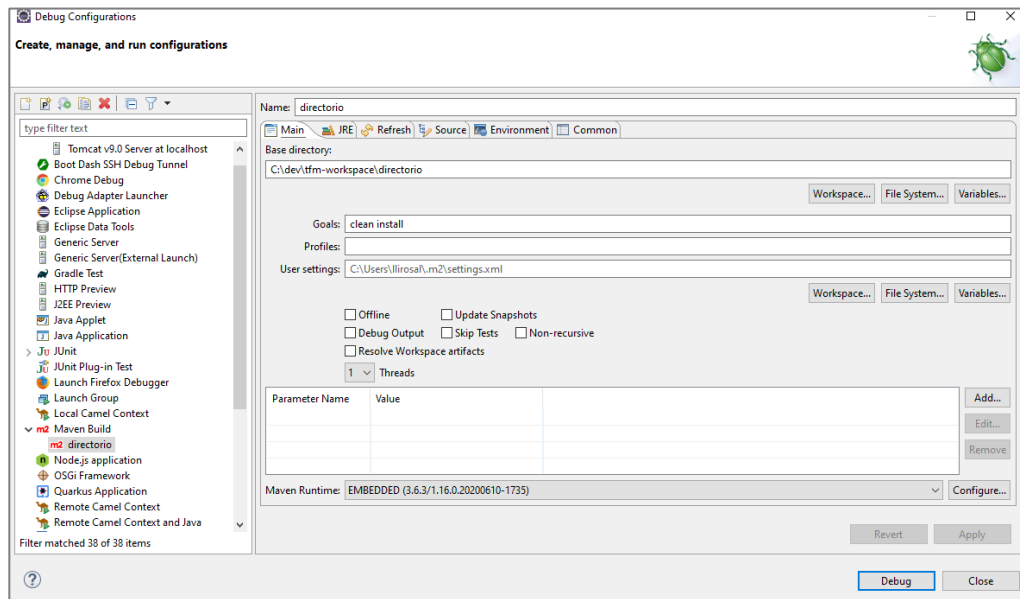 Debug Configurations
Create, manage, and run configurations
type filter text
Tomcat v9.0 Server at localhost
Boot Dash SSH Debug Tunnel
Chrome Debug
Debug Adapter Launcher
Eclipse Application
Eclipse Data Tools
Generic Server
Generic Server(External Launch)
Gradle Test
HTTP Preview
J2EE Preview
Java Applet
Java Application
JUnit
JUnit Plug-in Test
Launch Firefox Debugger
Launch Group
Local Camel Context
m2 Maven Build
m2 directorio
Node.js application
OSGi Framework
Quarkus Application
Remote Camel Context
Remote Camel Context and Java
Filter matched 38 of 38 items
Name: directorio
Main JRE Refresh Source Environment Common
Base directory:
C:\dev\tfm-workspace\directorio
Workspace... File System... Variables...
Goals: clean install
Profiles:
User settings: C:\Users\llirosal\.m2\settings.xml
Workspace... File System... Variables...
Offline Update Snapshots
Debug Output Skip Tests Non-recursive
Resolve Workspace artifacts
1 Threads
Parameter Name Value
Add...
Edit...
Remove
Maven Runtime: EMBEDDED (3.6.3/1.16.0.20200610-1735) Configure...
Revert Apply
Debug Close